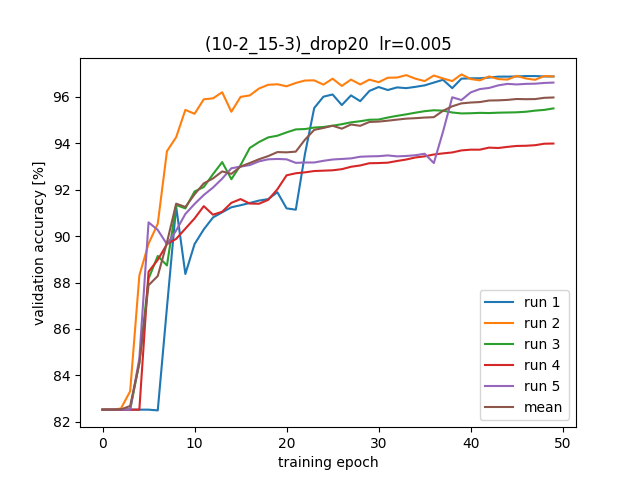 (10-2_15-3)_drop20  lr=0.005
validation accuracy [%]
96
94
92
90
88
86
84
82
0
10
20
30
40
50
training epoch
run 1
run 2
run 3
run 4
run 5
mean